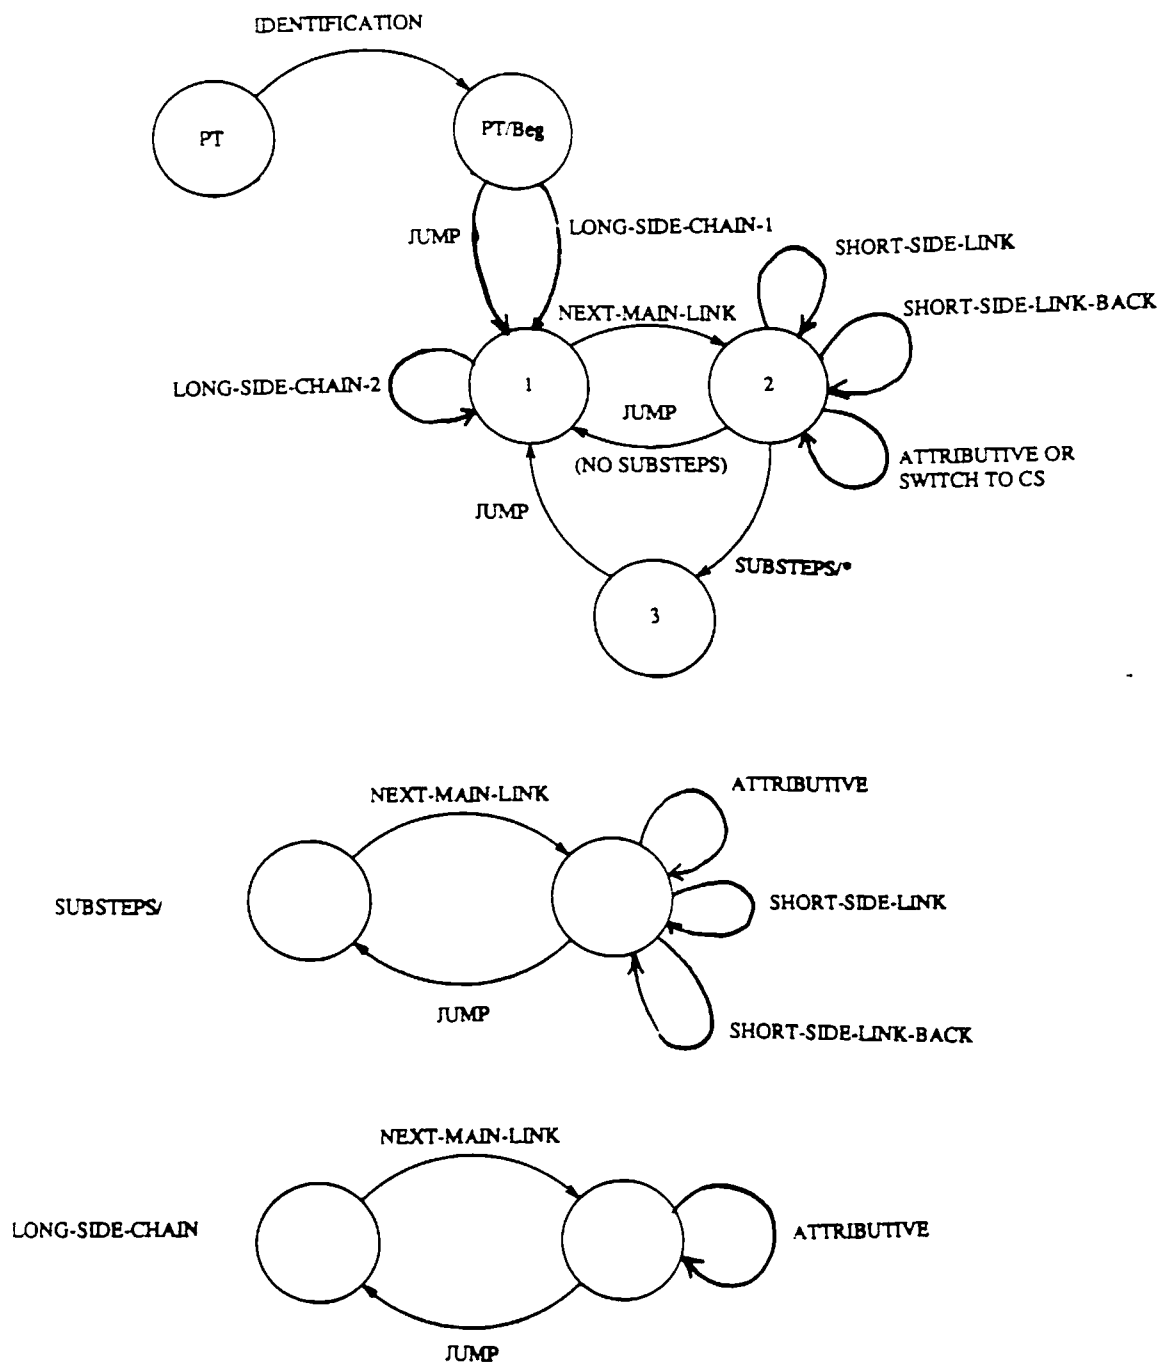 IDENTIFICATION
PT
PT/Beg
JUMP
LONG-SIDE-CHAIN-1
SHORT-SIDE-LINK
NEXT-MAIN-LINK
SHORT-SIDE-LINK-BACK
LONG-SIDE-CHAIN-2
1
2
JUMP
(NO SUBSTEPS)
ATTRIBUTIVE OR
SWITCH TO CS
JUMP
SUBSTEPS/*
3
ATTRIBUTIVE
NEXT-MAIN-LINK
SUBSTEPS/
SHORT-SIDE-LINK
JUMP
SHORT-SIDE-LINK-BACK
NEXT-MAIN-LINK
LONG-SIDE-CHAIN
ATTRIBUTIVE
JUMP